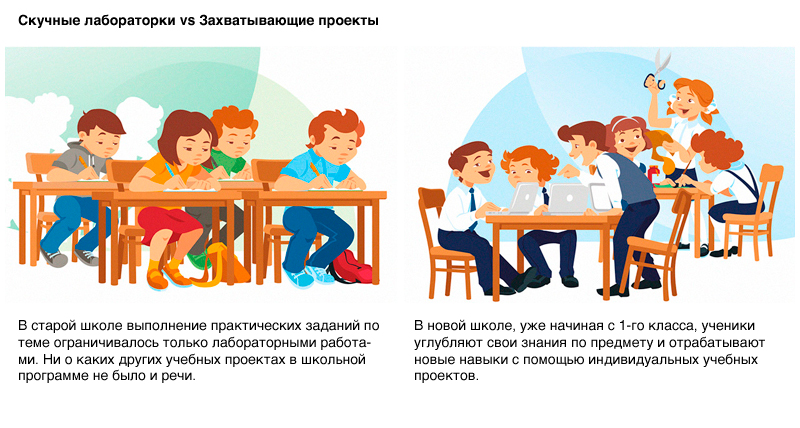 Скучные лабораторки vs Захватывающие проекты
В старой школе выполнение практических заданий по
теме ограничивалось только лабораторными работа-
ми. Ни о каких других учебных проектах в школьной
программе не было и речи.
В новой школе, уже начиная с 1-го класса, ученики
углубляют свои знания по предмету и отрабатывают
новые навыки с помощью индивидуальных учебных
проектов.